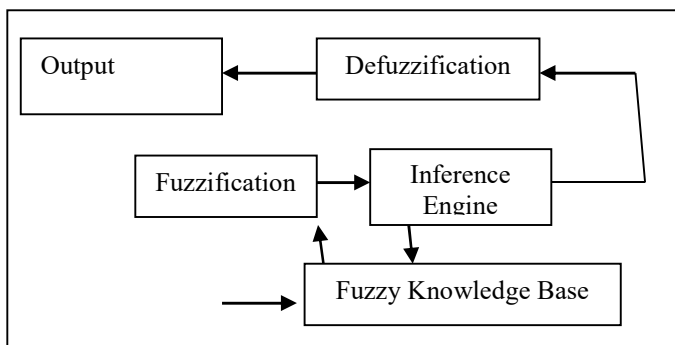 Output
Defuzzification
Fuzzification
Inference
Engine
Fuzzy Knowledge Base